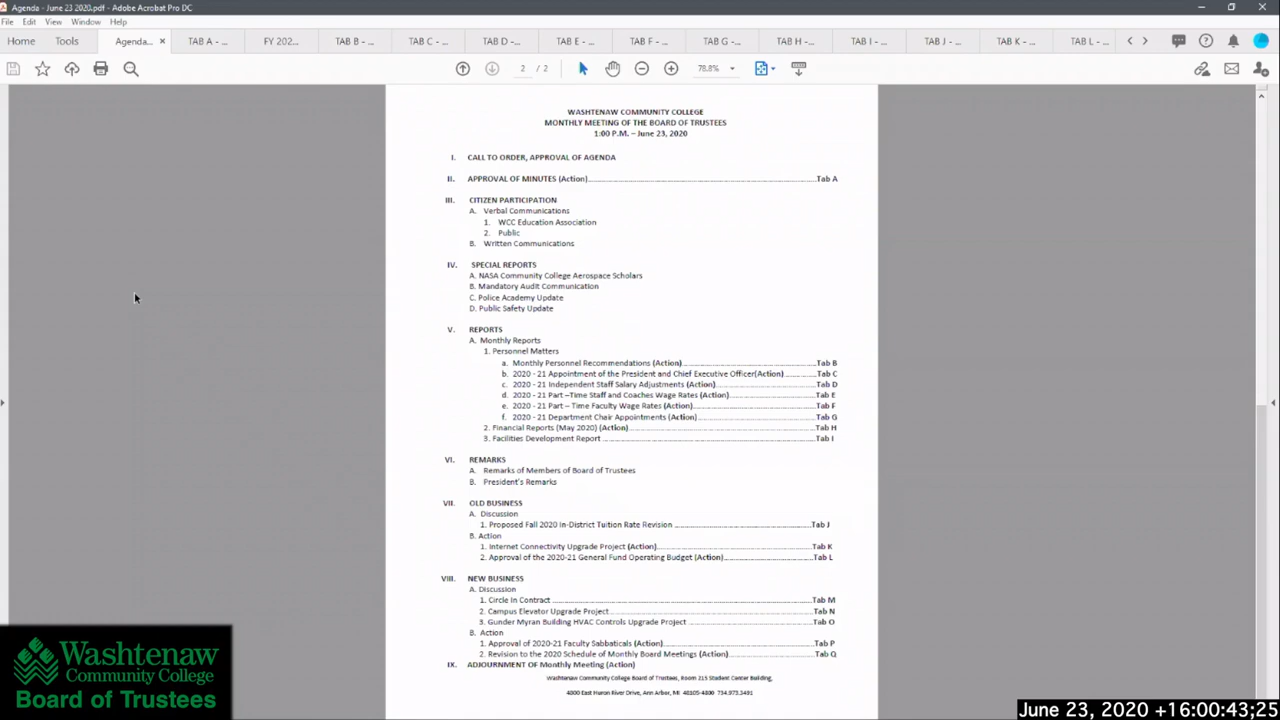 Agenda - June 23 2020.pdf - Adobe Acrobat Pro DC
File Edit View Window Help
Home Tools Agenda... × TAB A - ... FY 202... TAB B - ... TAB C - ... TAB D - ... TAB E - ... TAB F - ... TAB G -... TAB H - ... TAB I - ... TAB J - ... TAB K - ... TAB L - ...
2 / 2 78.8%
WASHTENAW COMMUNITY COLLEGE
MONTHLY MEETING OF THE BOARD OF TRUSTEES
1:00 P.M. – June 23, 2020
I. CALL TO ORDER, APPROVAL OF AGENDA
II. APPROVAL OF MINUTES (Action) Tab A
III. CITIZEN PARTICIPATION
A. Verbal Communications
1. WCC Education Association
2. Public
B. Written Communications
IV. SPECIAL REPORTS
A. NASA Community College Aerospace Scholars
B. Mandatory Audit Communication
C. Police Academy Update
D. Public Safety Update
V. REPORTS
A. Monthly Reports
1. Personnel Matters
a. Monthly Personnel Recommendations (Action) Tab B
b. 2020 - 21 Appointment of the President and Chief Executive Officer(Action) Tab C
c. 2020 - 21 Independent Staff Salary Adjustments (Action) Tab D
d. 2020 - 21 Part –Time Staff and Coaches Wage Rates (Action) Tab E
e. 2020 - 21 Part – Time Faculty Wage Rates (Action) Tab F
f. 2020 - 21 Department Chair Appointments (Action) Tab G
2. Financial Reports (May 2020) (Action) Tab H
3. Facilities Development Report Tab I
VI. REMARKS
A. Remarks of Members of Board of Trustees
B. President's Remarks
VII. OLD BUSINESS
A. Discussion
1. Proposed Fall 2020 In-District Tuition Rate Revision Tab J
B. Action
1. Internet Connectivity Upgrade Project (Action) Tab K
2. Approval of the 2020-21 General Fund Operating Budget (Action) Tab L
VIII. NEW BUSINESS
A. Discussion
1. Circle In Contract Tab M
2. Campus Elevator Upgrade Project Tab N
3. Gunder Myran Building HVAC Controls Upgrade Project Tab O
B. Action
1. Approval of 2020-21 Faculty Sabbaticals (Action) Tab P
2. Revision to the 2020 Schedule of Monthly Board Meetings (Action) Tab Q
IX. ADJOURNMENT OF Monthly Meeting (Action)
Washtenaw Community College Board of Trustees, Room 215 Student Center Building,
4800 East Huron River Drive, Ann Arbor, MI 48105-4800 734.973.3491
Washtenaw
Community College
Board of Trustees
June 23, 2020 +16:00:43;25